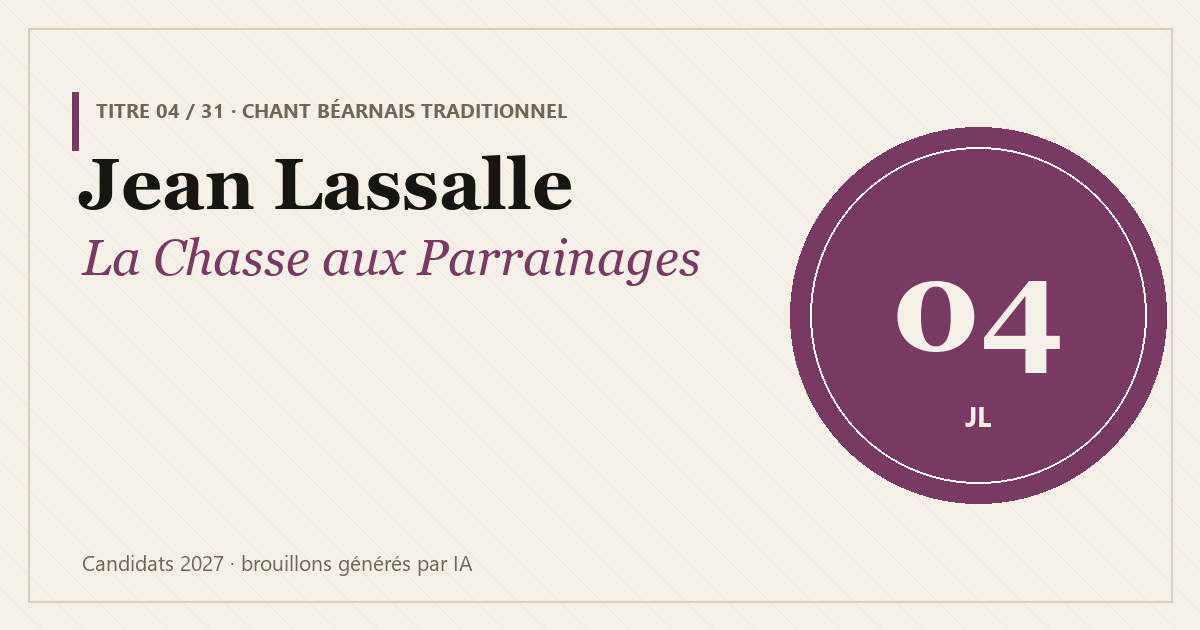 TITRE 04 / 31 · CHANT BÉARNAIS TRADITIONNEL
Jean Lassalle
La Chasse aux Parrainages
04
JL
Candidats 2027 · brouillons générés par IA